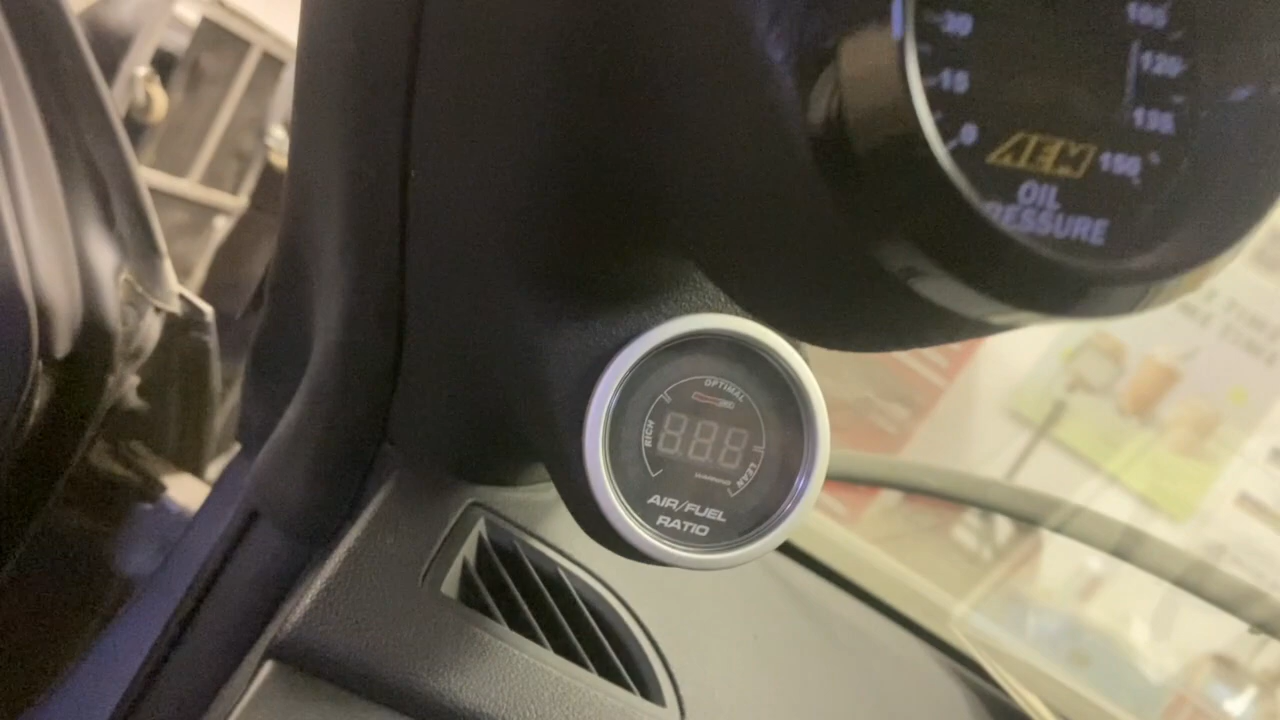 30
15
0
105
120
135
150
AEM
OIL
PRESSURE
OPTIMAL
RICH
8.8.8
LEAN
WARNING
AIR/FUEL
RATIO